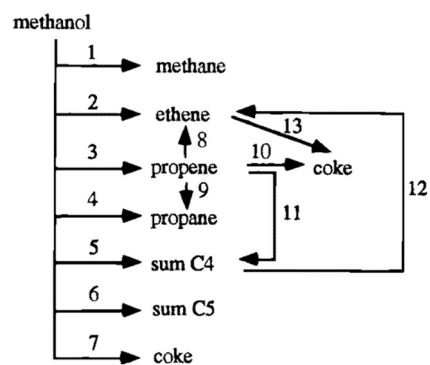 methanol
1
methane
2
ethene
13
8
3
propene
10
coke
12
9
4
propane
11
5
sum C4
6
sum C5
7
coke